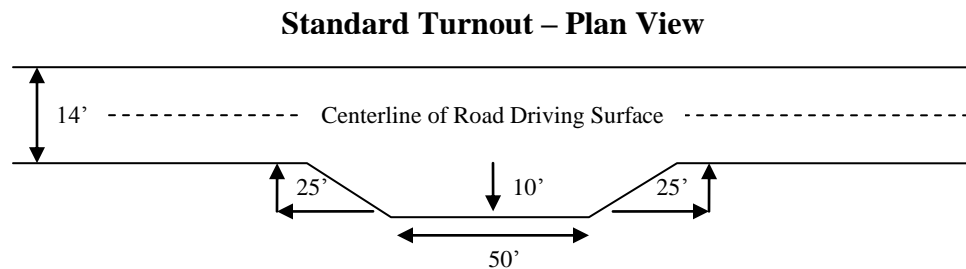 Standard Turnout – Plan View
14’
Centerline of Road Driving Surface
25’
10’
25’
50’